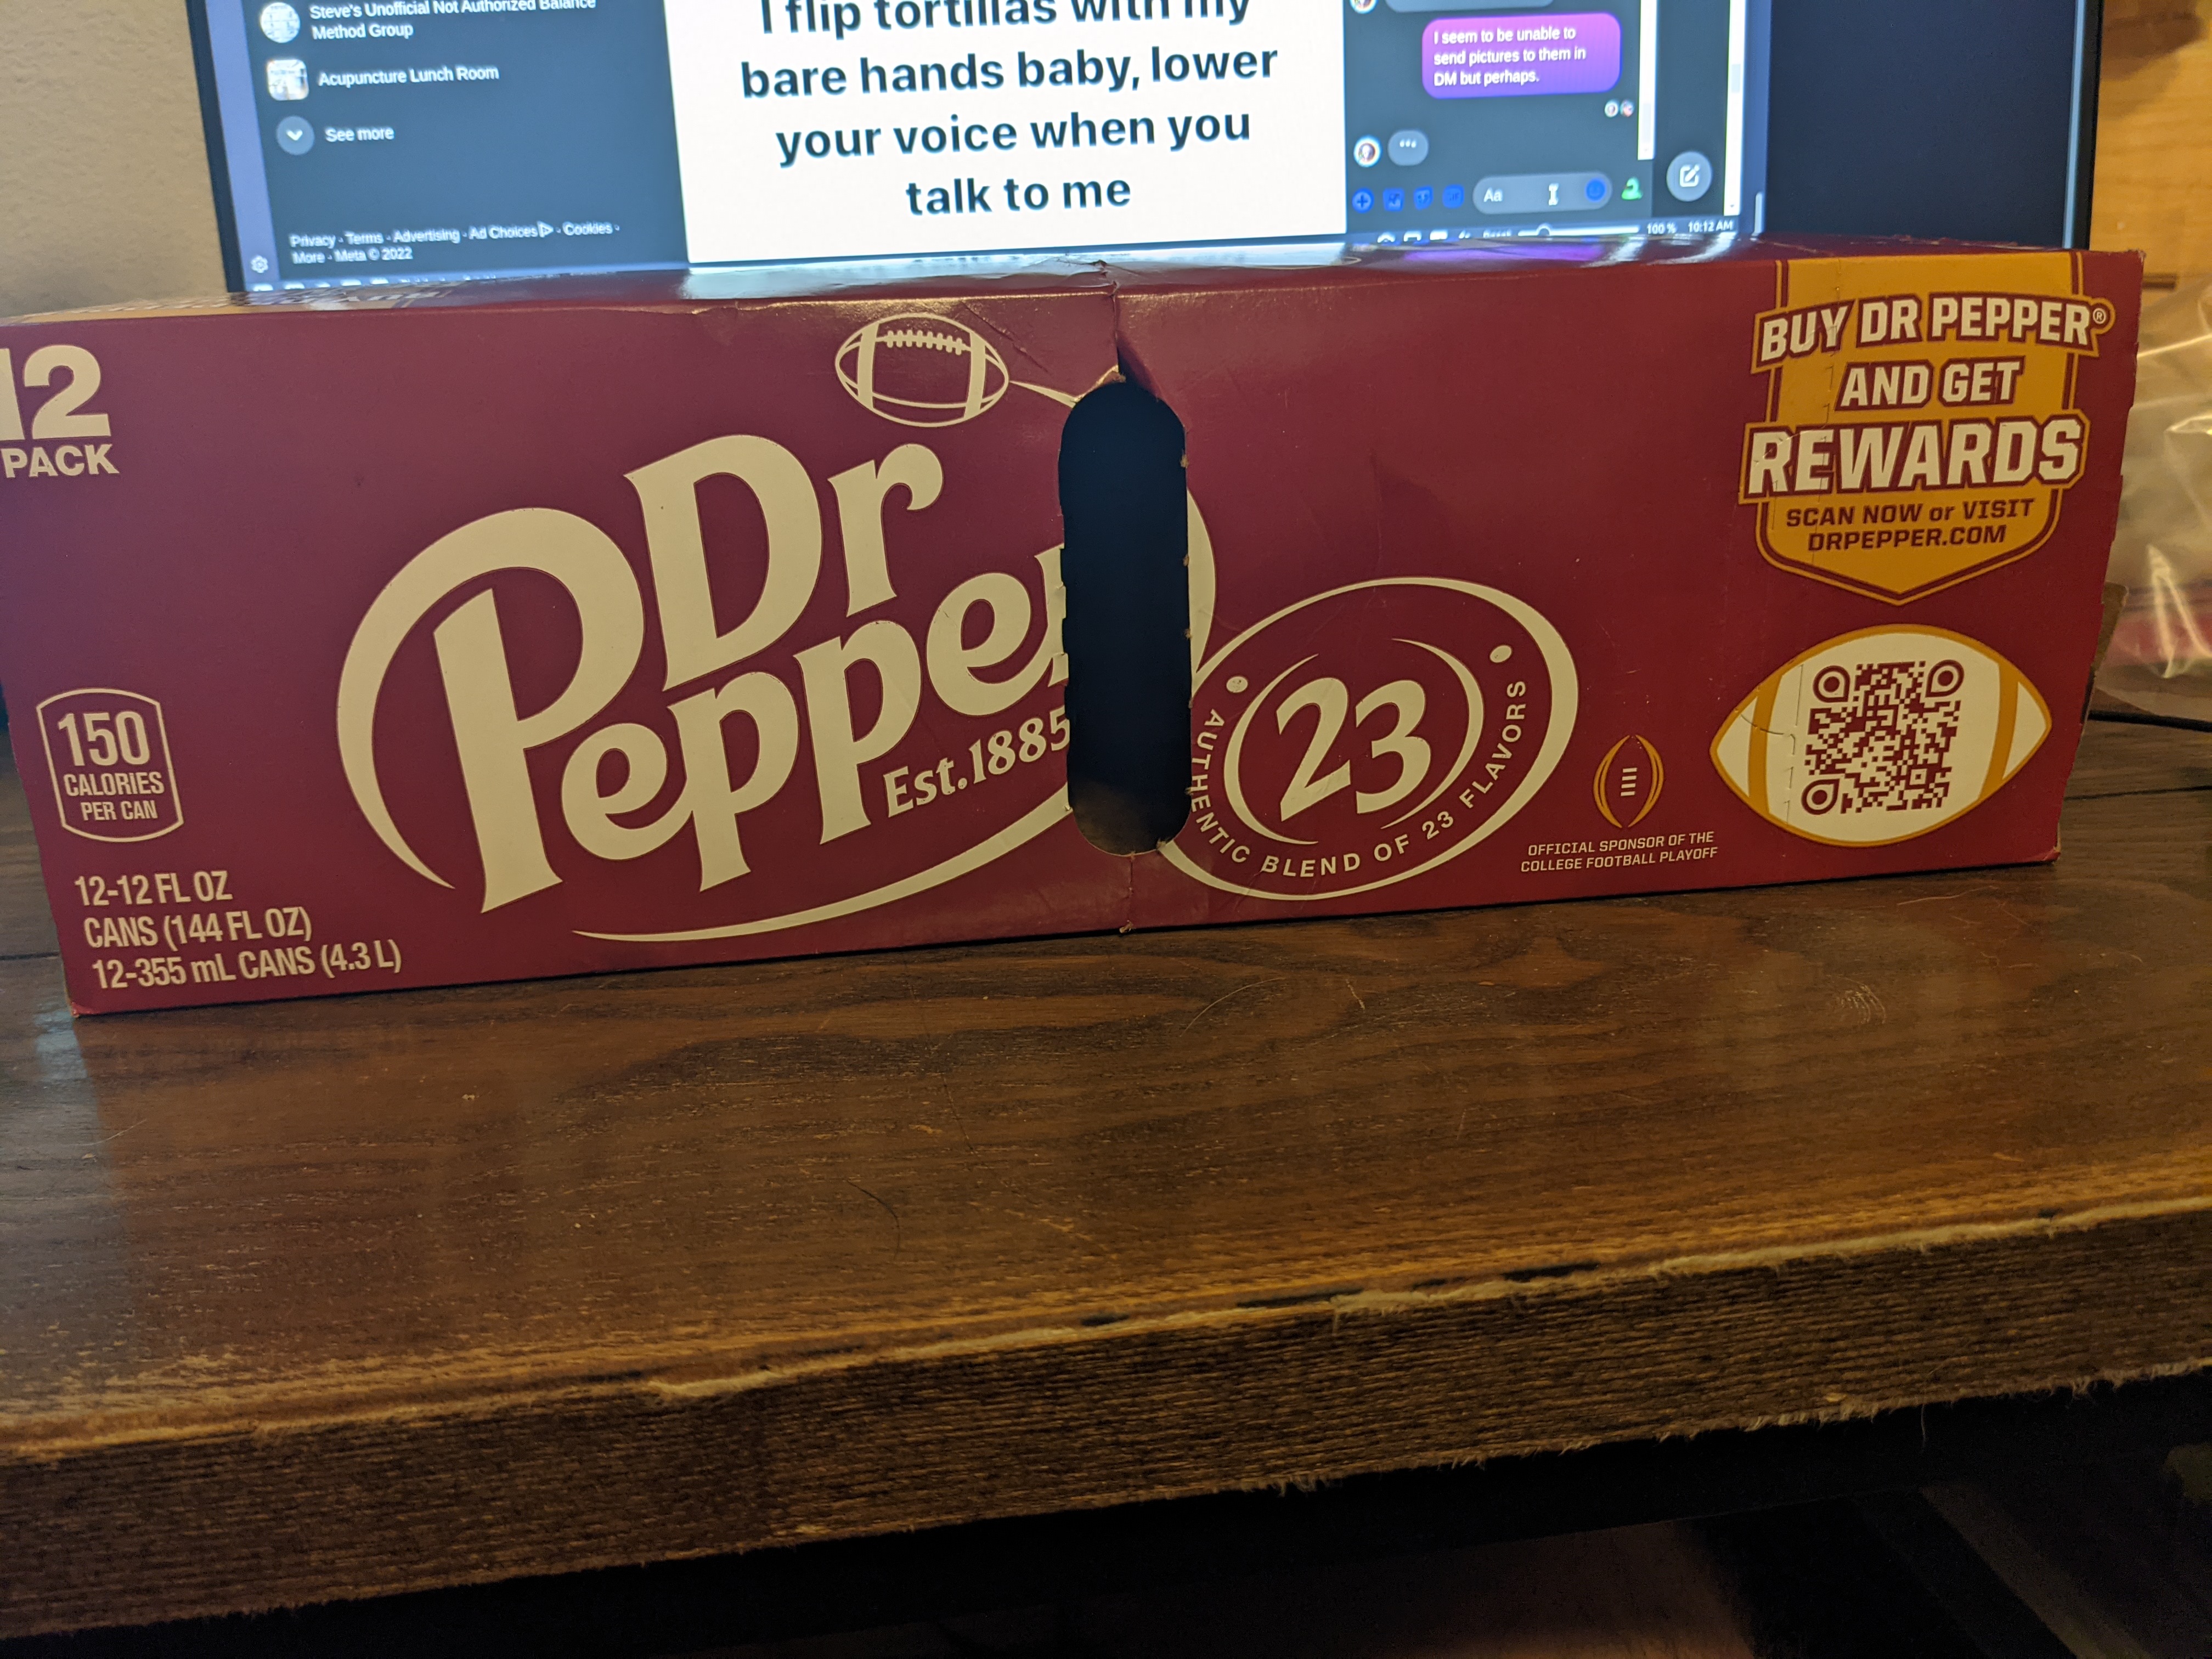 Steve's Unofficial Not Authorized Balance
Method Group
Acupuncture Lunch Room
See more
Privacy · Terms · Advertising · Ad Choices · Cookies ·
More · Meta © 2022
I flip tortillas with my
bare hands baby, lower
your voice when you
talk to me
I seem to be unable to
send pictures to them in
DM but perhaps.
Aa
100 % 10:12 AM
12
PACK
150
CALORIES
PER CAN
12-12 FL OZ
CANS (144 FL OZ)
12-355 mL CANS (4.3 L)
Dr
Pepper
Est.1885
23
AUTHENTIC BLEND OF 23 FLAVORS
OFFICIAL SPONSOR OF THE
COLLEGE FOOTBALL PLAYOFF
BUY DR PEPPER®
AND GET
REWARDS
SCAN NOW or VISIT
DRPEPPER.COM